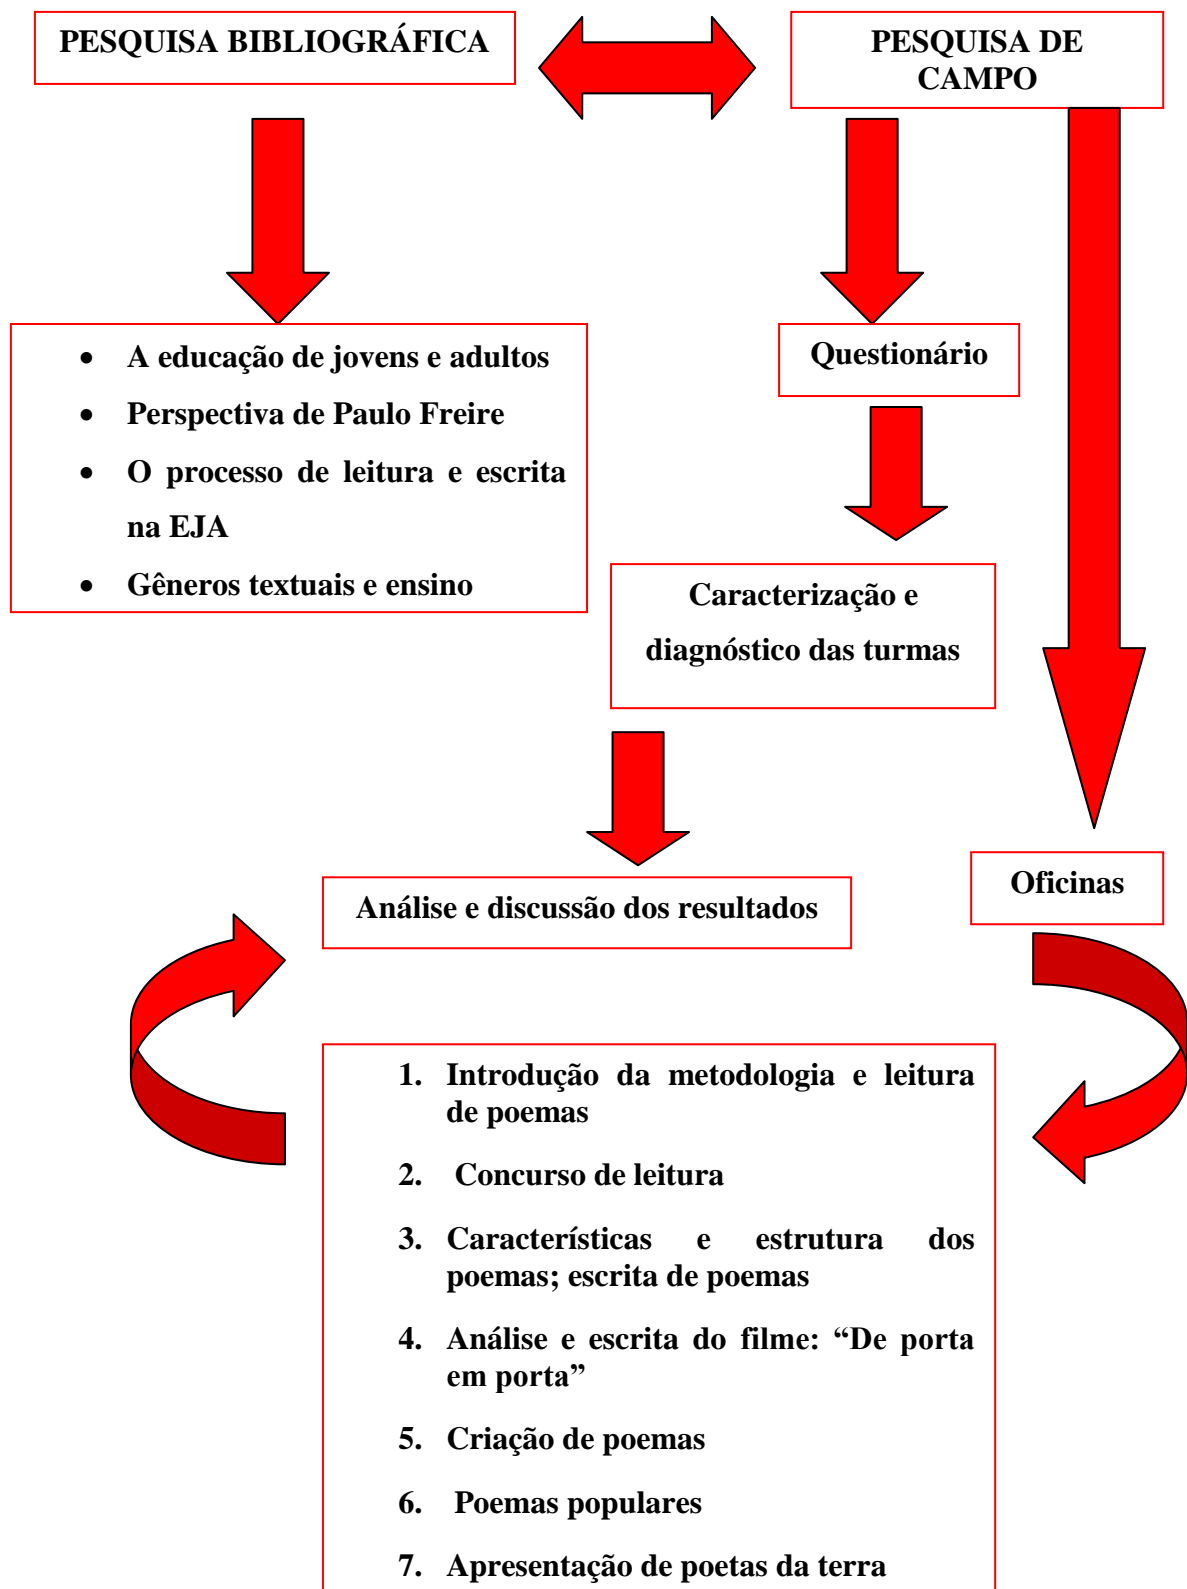 PESQUISA BIBLIOGRÁFICA
PESQUISA DE
CAMPO
• A educação de jovens e adultos
• Perspectiva de Paulo Freire
• O processo de leitura e escrita
na EJA
• Gêneros textuais e ensino
Questionário
Caracterização e
diagnóstico das turmas
Análise e discussão dos resultados
Oficinas
1. Introdução da metodologia e leitura
de poemas
2. Concurso de leitura
3. Características e estrutura dos
poemas; escrita de poemas
4. Análise e escrita do filme: “De porta
em porta”
5. Criação de poemas
6. Poemas populares
7. Apresentação de poetas da terra